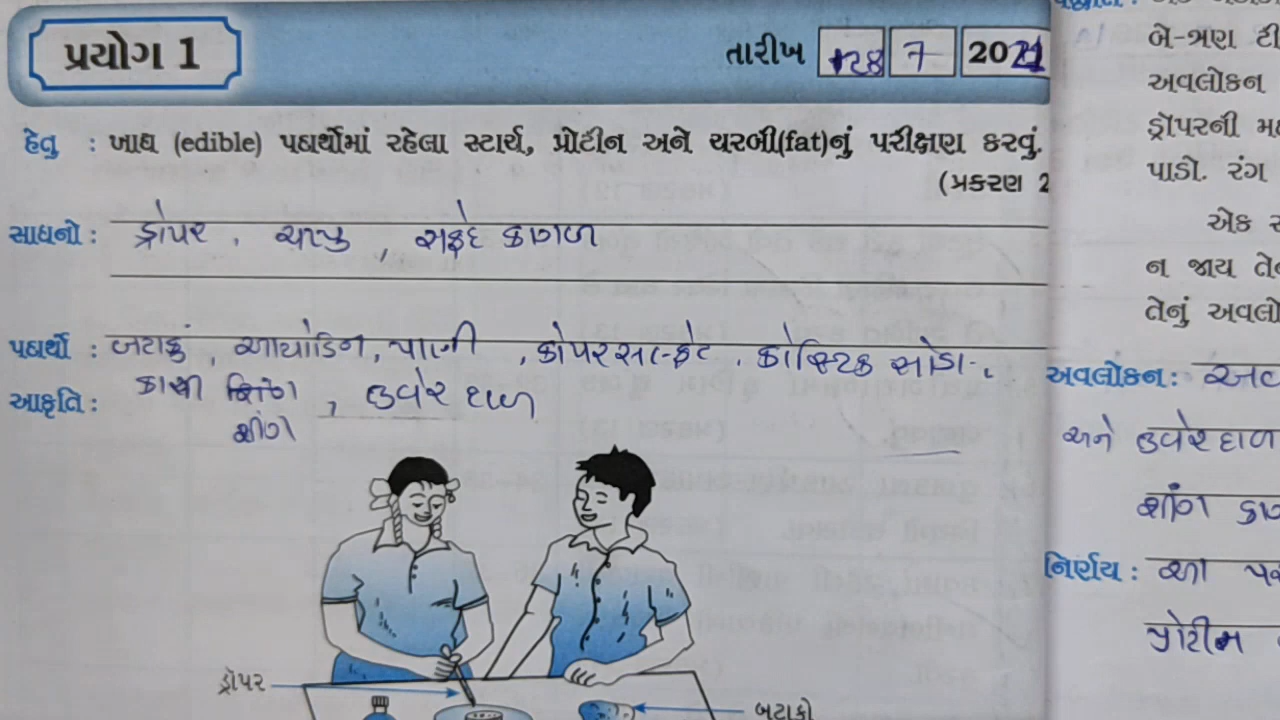 પ્રયોગ 1
તારીખ 28 7 2021
હેતુ : ખાદ્ય (edible) પદાર્થોમાં રહેલા સ્ટાર્ચ, પ્રોટીન અને ચરબી(fat)નું પરીક્ષણ કરવું.
(પ્રકરણ 2
સાધનો : ડ્રોપર , ચપ્પુ , સફેદ કાગળ
પદાર્થો : બટાકું, આયોડિન, પાણી , કોપરસલ્ફેટ , કોસ્ટિક સોડા
કાચી શિંગ , તુવેર દાળ
આકૃતિ :
શીંગ
ડ્રોપર
બટાકો
બે-ત્રણ ટી
અવલોકન
ડ્રોપરની મ
પાડો. રંગ
એક સ
ન જાય તે
તેનું અવલો
અવલોકન :
અને તુવેર દાળ
શીંગ
નિર્ણય : આ
પ્રોટીન